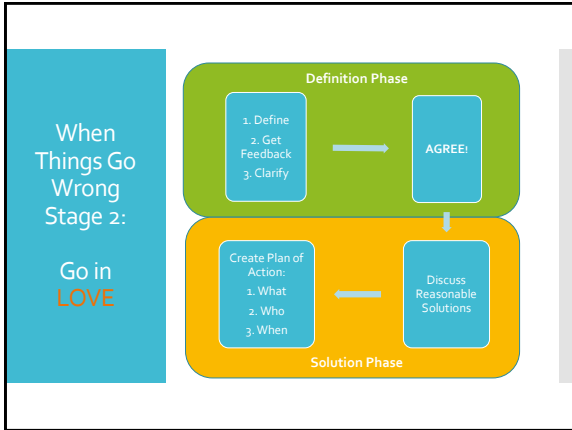 When
Things Go
Wrong
Stage 2:
Go in
LOVE
Definition Phase
1. Define
2. Get
Feedback
3. Clarify
AGREE!
Create Plan of
Action:
1. What
2. Who
3. When
Discuss
Reasonable
Solutions
Solution Phase